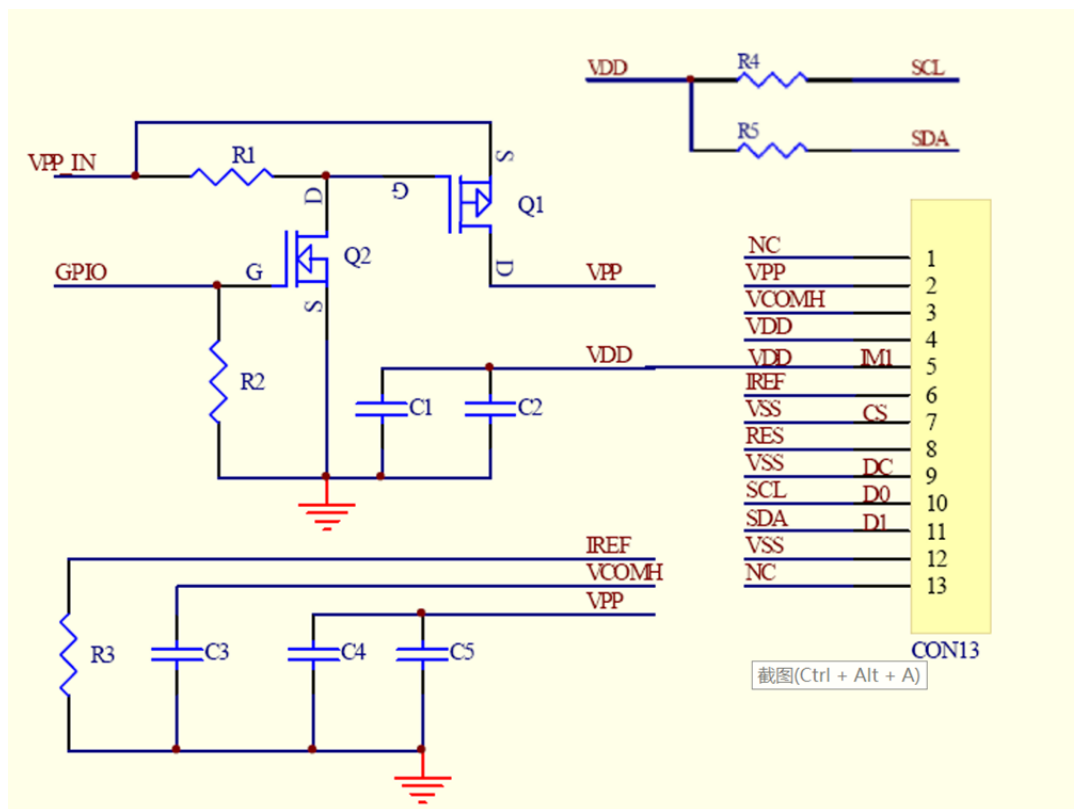 VDD R4 SCL
R5 SDA
VPP_IN R1 D G S Q1
GPIO G Q2 S D VPP
R2
VDD
C1 C2
NC 1
VPP 2
VCOMH 3
VDD 4
VDD IM1 5
IREF 6
VSS CS 7
RES 8
VSS DC 9
SCL D0 10
SDA D1 11
VSS 12
NC 13
CON13
IREF
VCOMH
VPP
R3 C3 C4 C5
截图(Ctrl + Alt + A)